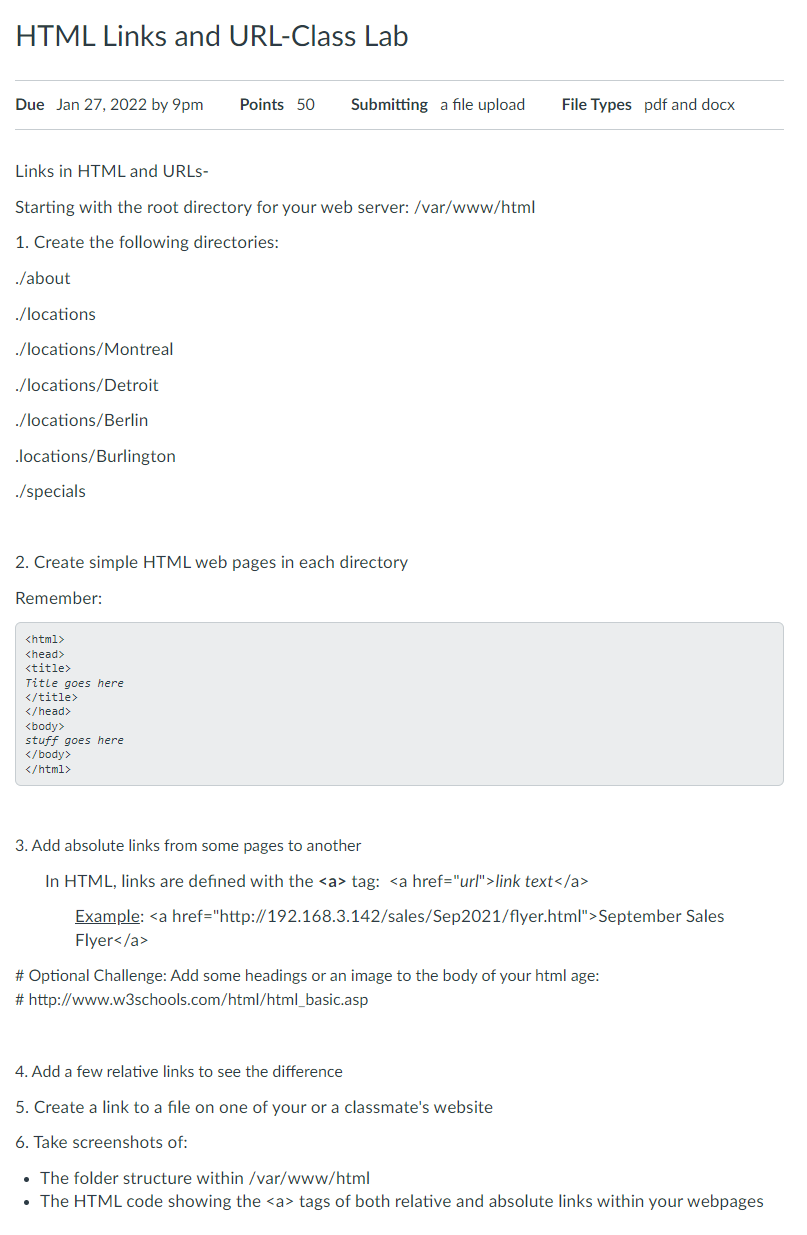 HTML Links and URL-Class Lab
Due Jan 27, 2022 by 9pm Points 50 Submitting a file upload File Types pdf and docx
Links in HTML and URLs-
Starting with the root directory for your web server: /var/www/html
1. Create the following directories:
./about
./locations
./locations/Montreal
./locations/Detroit
./locations/Berlin
.locations/Burlington
./specials
2. Create simple HTML web pages in each directory
Remember:
<html>
<head>
<title>
Title goes here
</title>
</head>
<body>
stuff goes here
</body>
</html>
3. Add absolute links from some pages to another
In HTML, links are defined with the <a> tag: <a href="url">link text</a>
Example: <a href="http://192.168.3.142/sales/Sep2021/flyer.html">September Sales
Flyer</a>
# Optional Challenge: Add some headings or an image to the body of your html age:
# http://www.w3schools.com/html/html_basic.asp
4. Add a few relative links to see the difference
5. Create a link to a file on one of your or a classmate's website
6. Take screenshots of:
• The folder structure within /var/www/html
• The HTML code showing the <a> tags of both relative and absolute links within your webpages